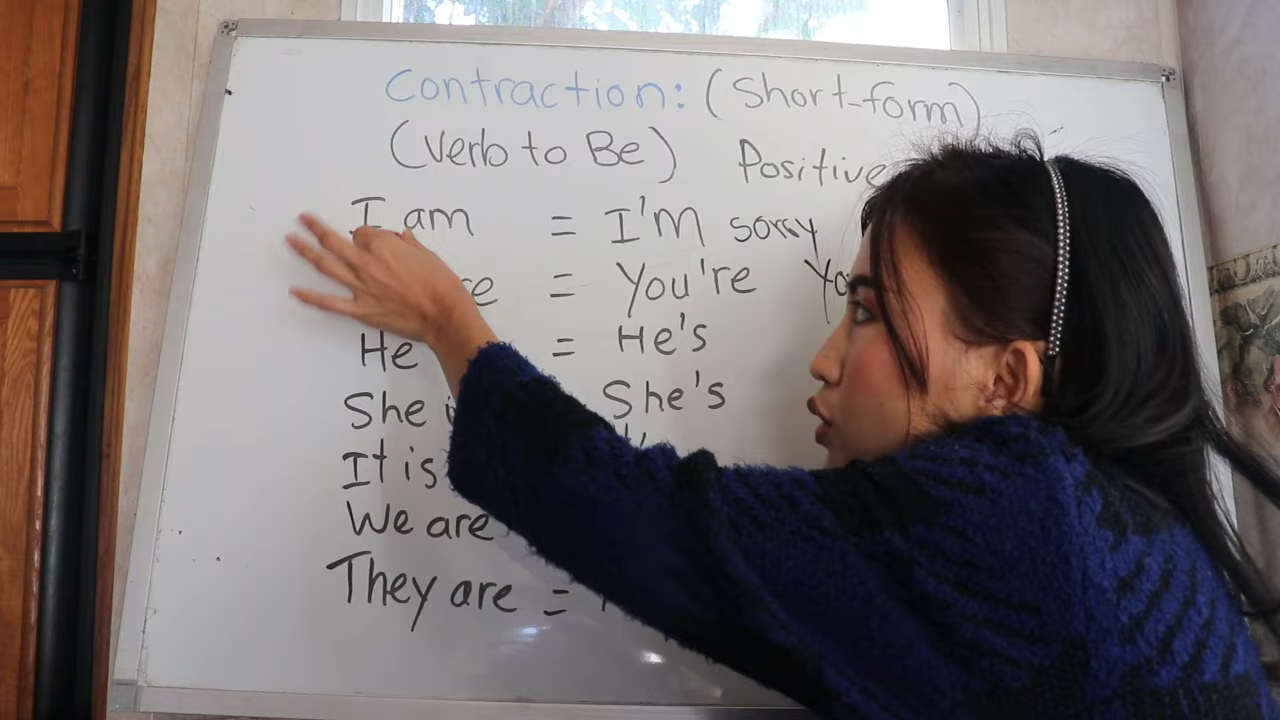 Contraction: (Short-form)
(Verb to Be) Positive
I am = I'M sorry
= You're
He = He's
She = She's
It is
We are
They are =